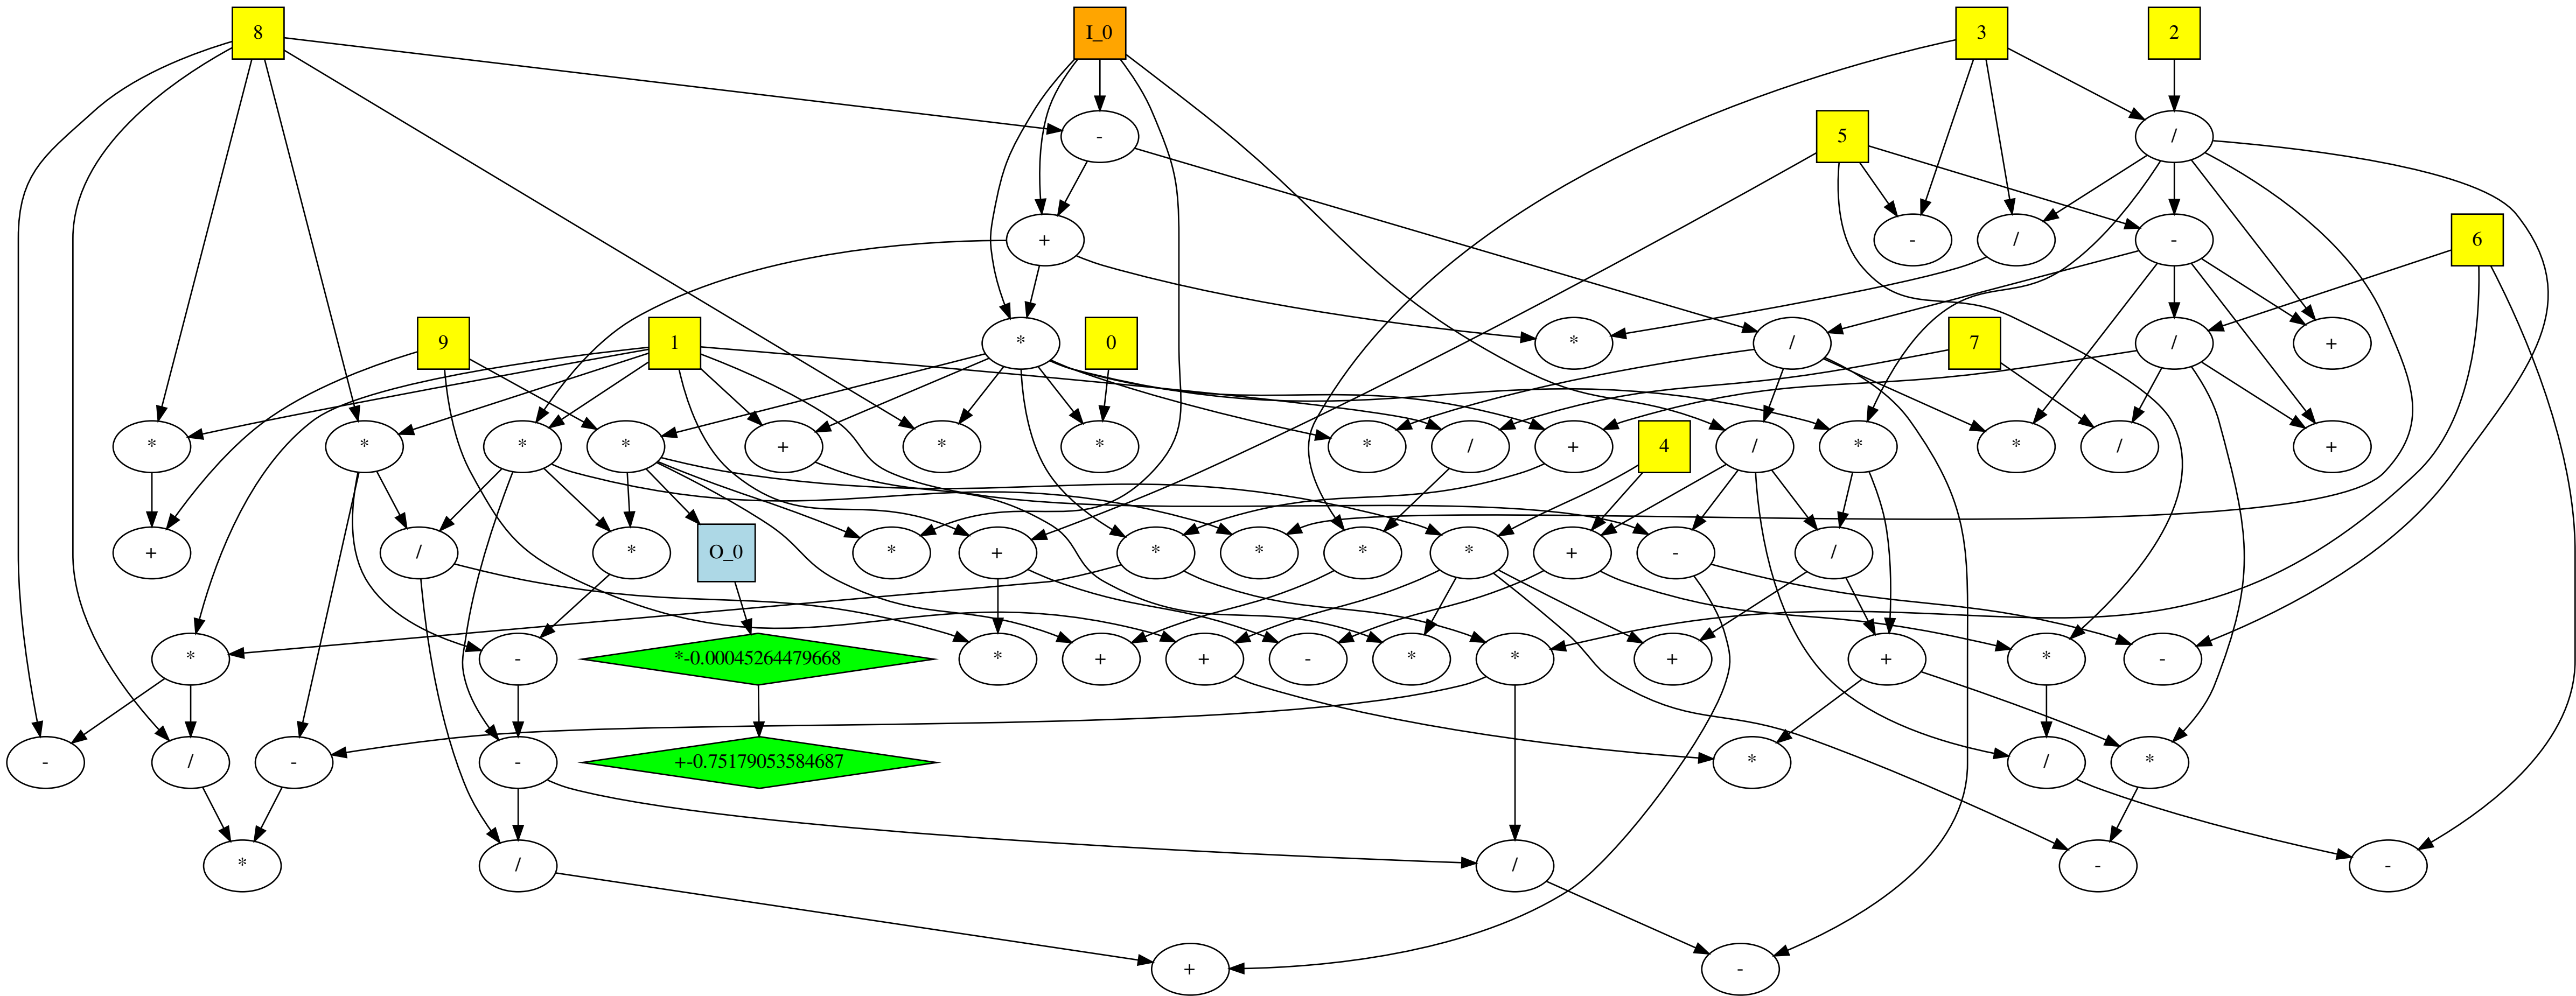 8 I_0 3 2
- 5 /
+ - / - 6
9 1 * 0 * / 7 / +
* * * * + * * * / + 4 / * * / +
+ / * O_0 * + * * * * + - /
* - *-0.00045264479668 * + + - * * + + * -
- / - - +-0.75179053584687 * / *
* / / - -
+ -